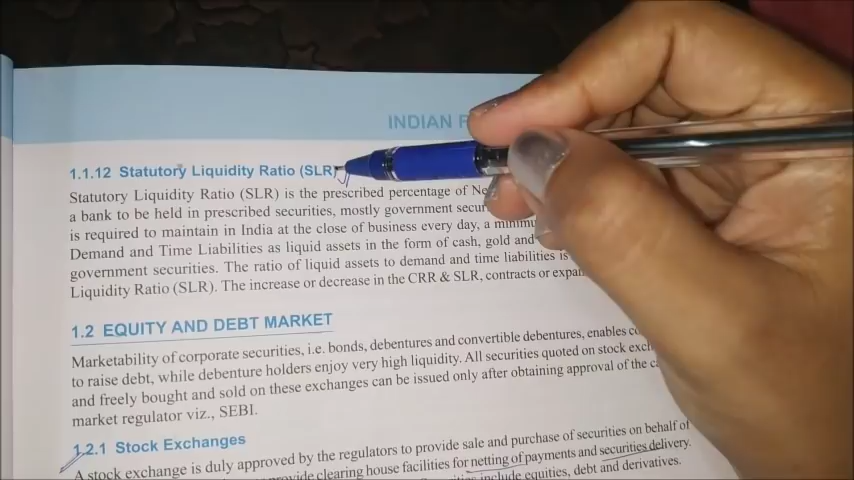 INDIAN
1.1.12 Statutory Liquidity Ratio (SLR)
Statutory Liquidity Ratio (SLR) is the prescribed percentage of
a bank to be held in prescribed securities, mostly government
is required to maintain in India at the close of business every day, a
Demand and Time Liabilities as liquid assets in the form of cash, gold and
government securities. The ratio of liquid assets to demand and time liabilities is
Liquidity Ratio (SLR). The increase or decrease in the CRR & SLR, contracts or
1.2 EQUITY AND DEBT MARKET
Marketability of corporate securities, i.e. bonds, debentures and convertible debentures, enables
to raise debt, while debenture holders enjoy very high liquidity. All securities quoted on stock
and freely bought and sold on these exchanges can be issued only after obtaining approval of the
market regulator viz., SEBI.
1.2.1 Stock Exchanges
A stock exchange is duly approved by the regulators to provide sale and purchase of securities on behalf of
provide clearing house facilities for netting of payments and securities delivery.
include equities, debt and derivatives.